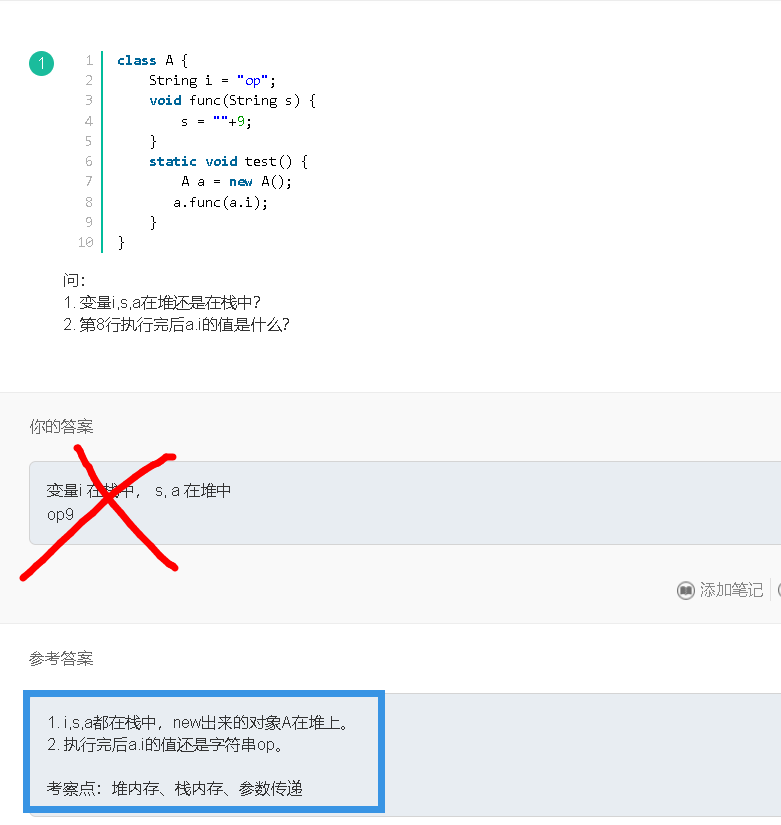 1
1 class A {
2 String i = "op";
3 void func(String s) {
4 s = ""+9;
5 }
6 static void test() {
7 A a = new A();
8 a.func(a.i);
9 }
10 }
问：
1. 变量i,s,a在堆还是在栈中?
2. 第8行执行完后a.i的值是什么?
你的答案
变量i 在栈中， s, a 在堆中
op9
添加笔记
参考答案
1. i,s,a都在栈中，new出来的对象A在堆上。
2. 执行完后a.i的值还是字符串op。
考察点：堆内存、栈内存、参数传递